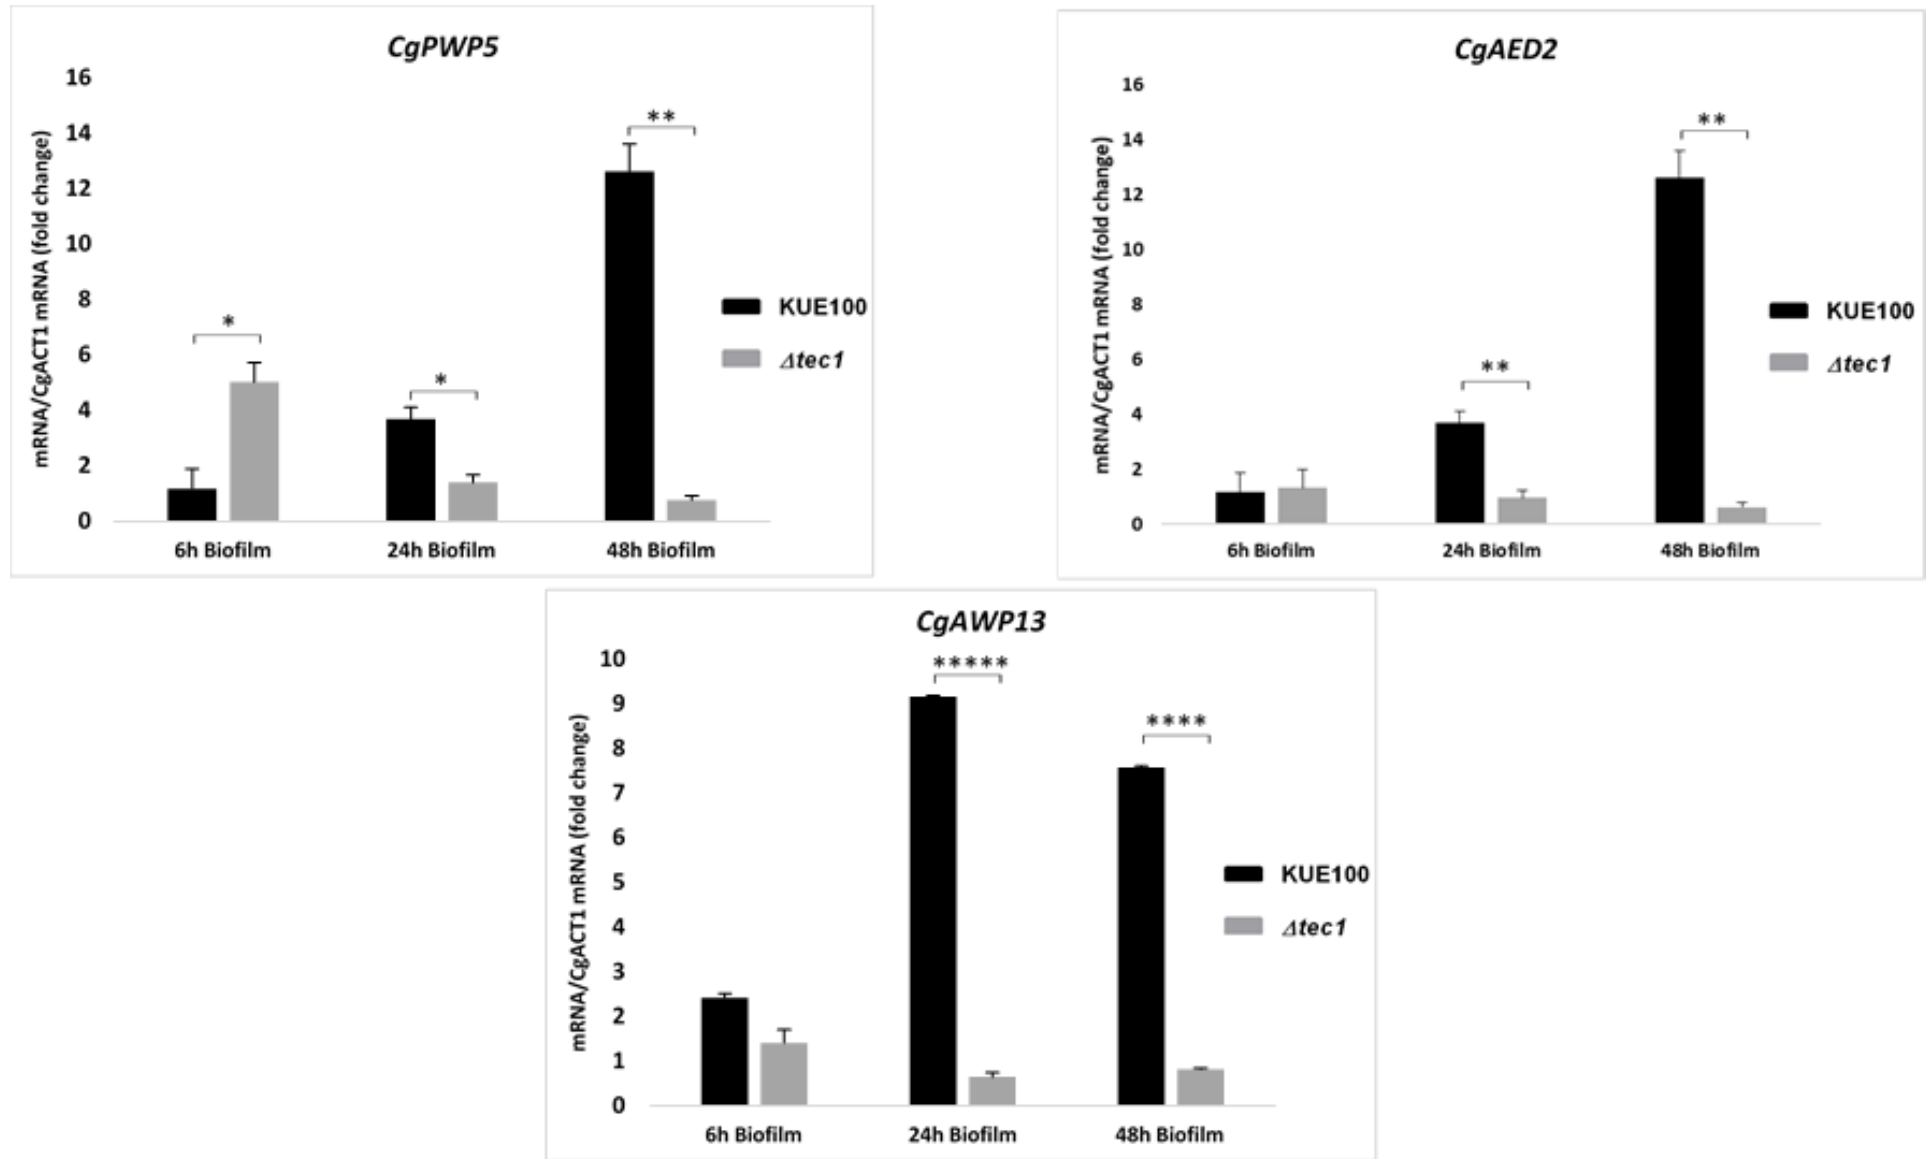 CgPWP5
mRNA/CgACT1 mRNA (fold change)
16
14
12
10
8
6
4
2
0
*
*
**
6h Biofilm
24h Biofilm
48h Biofilm
KUE100
Δtec1
CgAED2
mRNA/CgACT1 mRNA (fold change)
16
14
12
10
8
6
4
2
0
**
**
6h Biofilm
24h Biofilm
48h Biofilm
KUE100
Δtec1
CgAWP13
mRNA/CgACT1 mRNA (fold change)
10
9
8
7
6
5
4
3
2
1
0
*****
****
6h Biofilm
24h Biofilm
48h Biofilm
KUE100
Δtec1